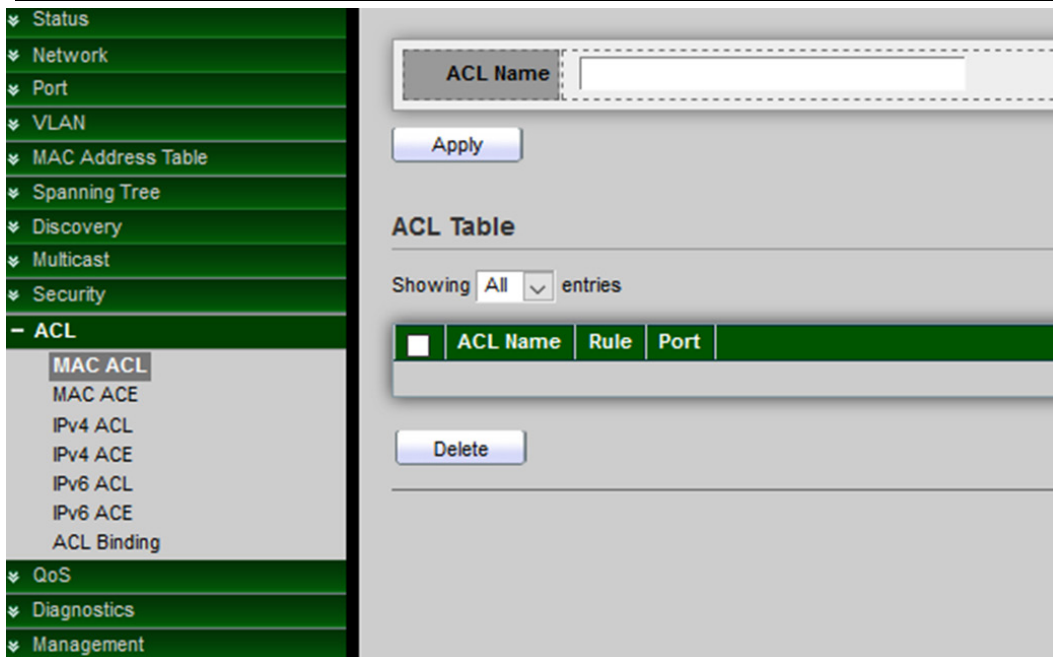 Status
Network
Port
VLAN
MAC Address Table
Spanning Tree
Discovery
Multicast
Security
ACL
MAC ACL
MAC ACE
IPv4 ACL
IPv4 ACE
IPv6 ACL
IPv6 ACE
ACL Binding
QoS
Diagnostics
Management
ACL Name
Apply
ACL Table
Showing All entries
ACL Name Rule Port
Delete